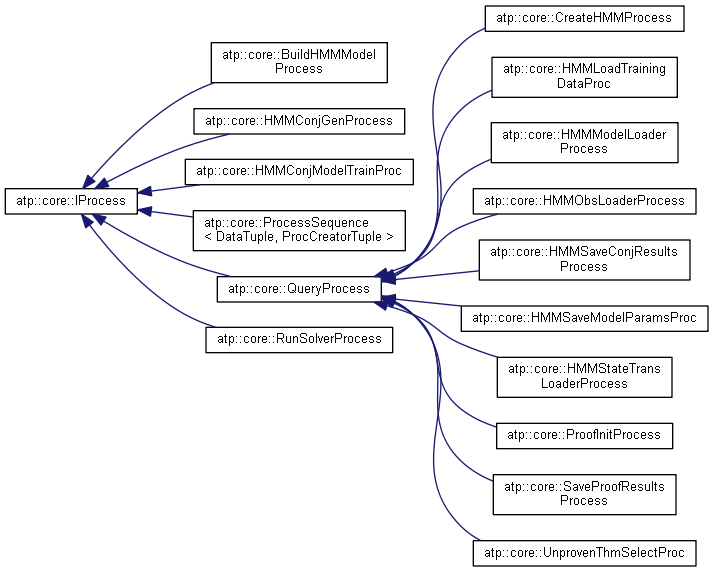 atp::core::IProcess
atp::core::BuildHMMModel
Process
atp::core::HMMConjGenProcess
atp::core::HMMConjModelTrainProc
atp::core::ProcessSequence
< DataTuple, ProcCreatorTuple >
atp::core::QueryProcess
atp::core::RunSolverProcess
atp::core::CreateHMMProcess
atp::core::HMMLoadTraining
DataProc
atp::core::HMMModelLoader
Process
atp::core::HMMObsLoaderProcess
atp::core::HMMSaveConjResults
Process
atp::core::HMMSaveModelParamsProc
atp::core::HMMStateTrans
LoaderProcess
atp::core::ProofInitProcess
atp::core::SaveProofResults
Process
atp::core::UnprovenThmSelectProc